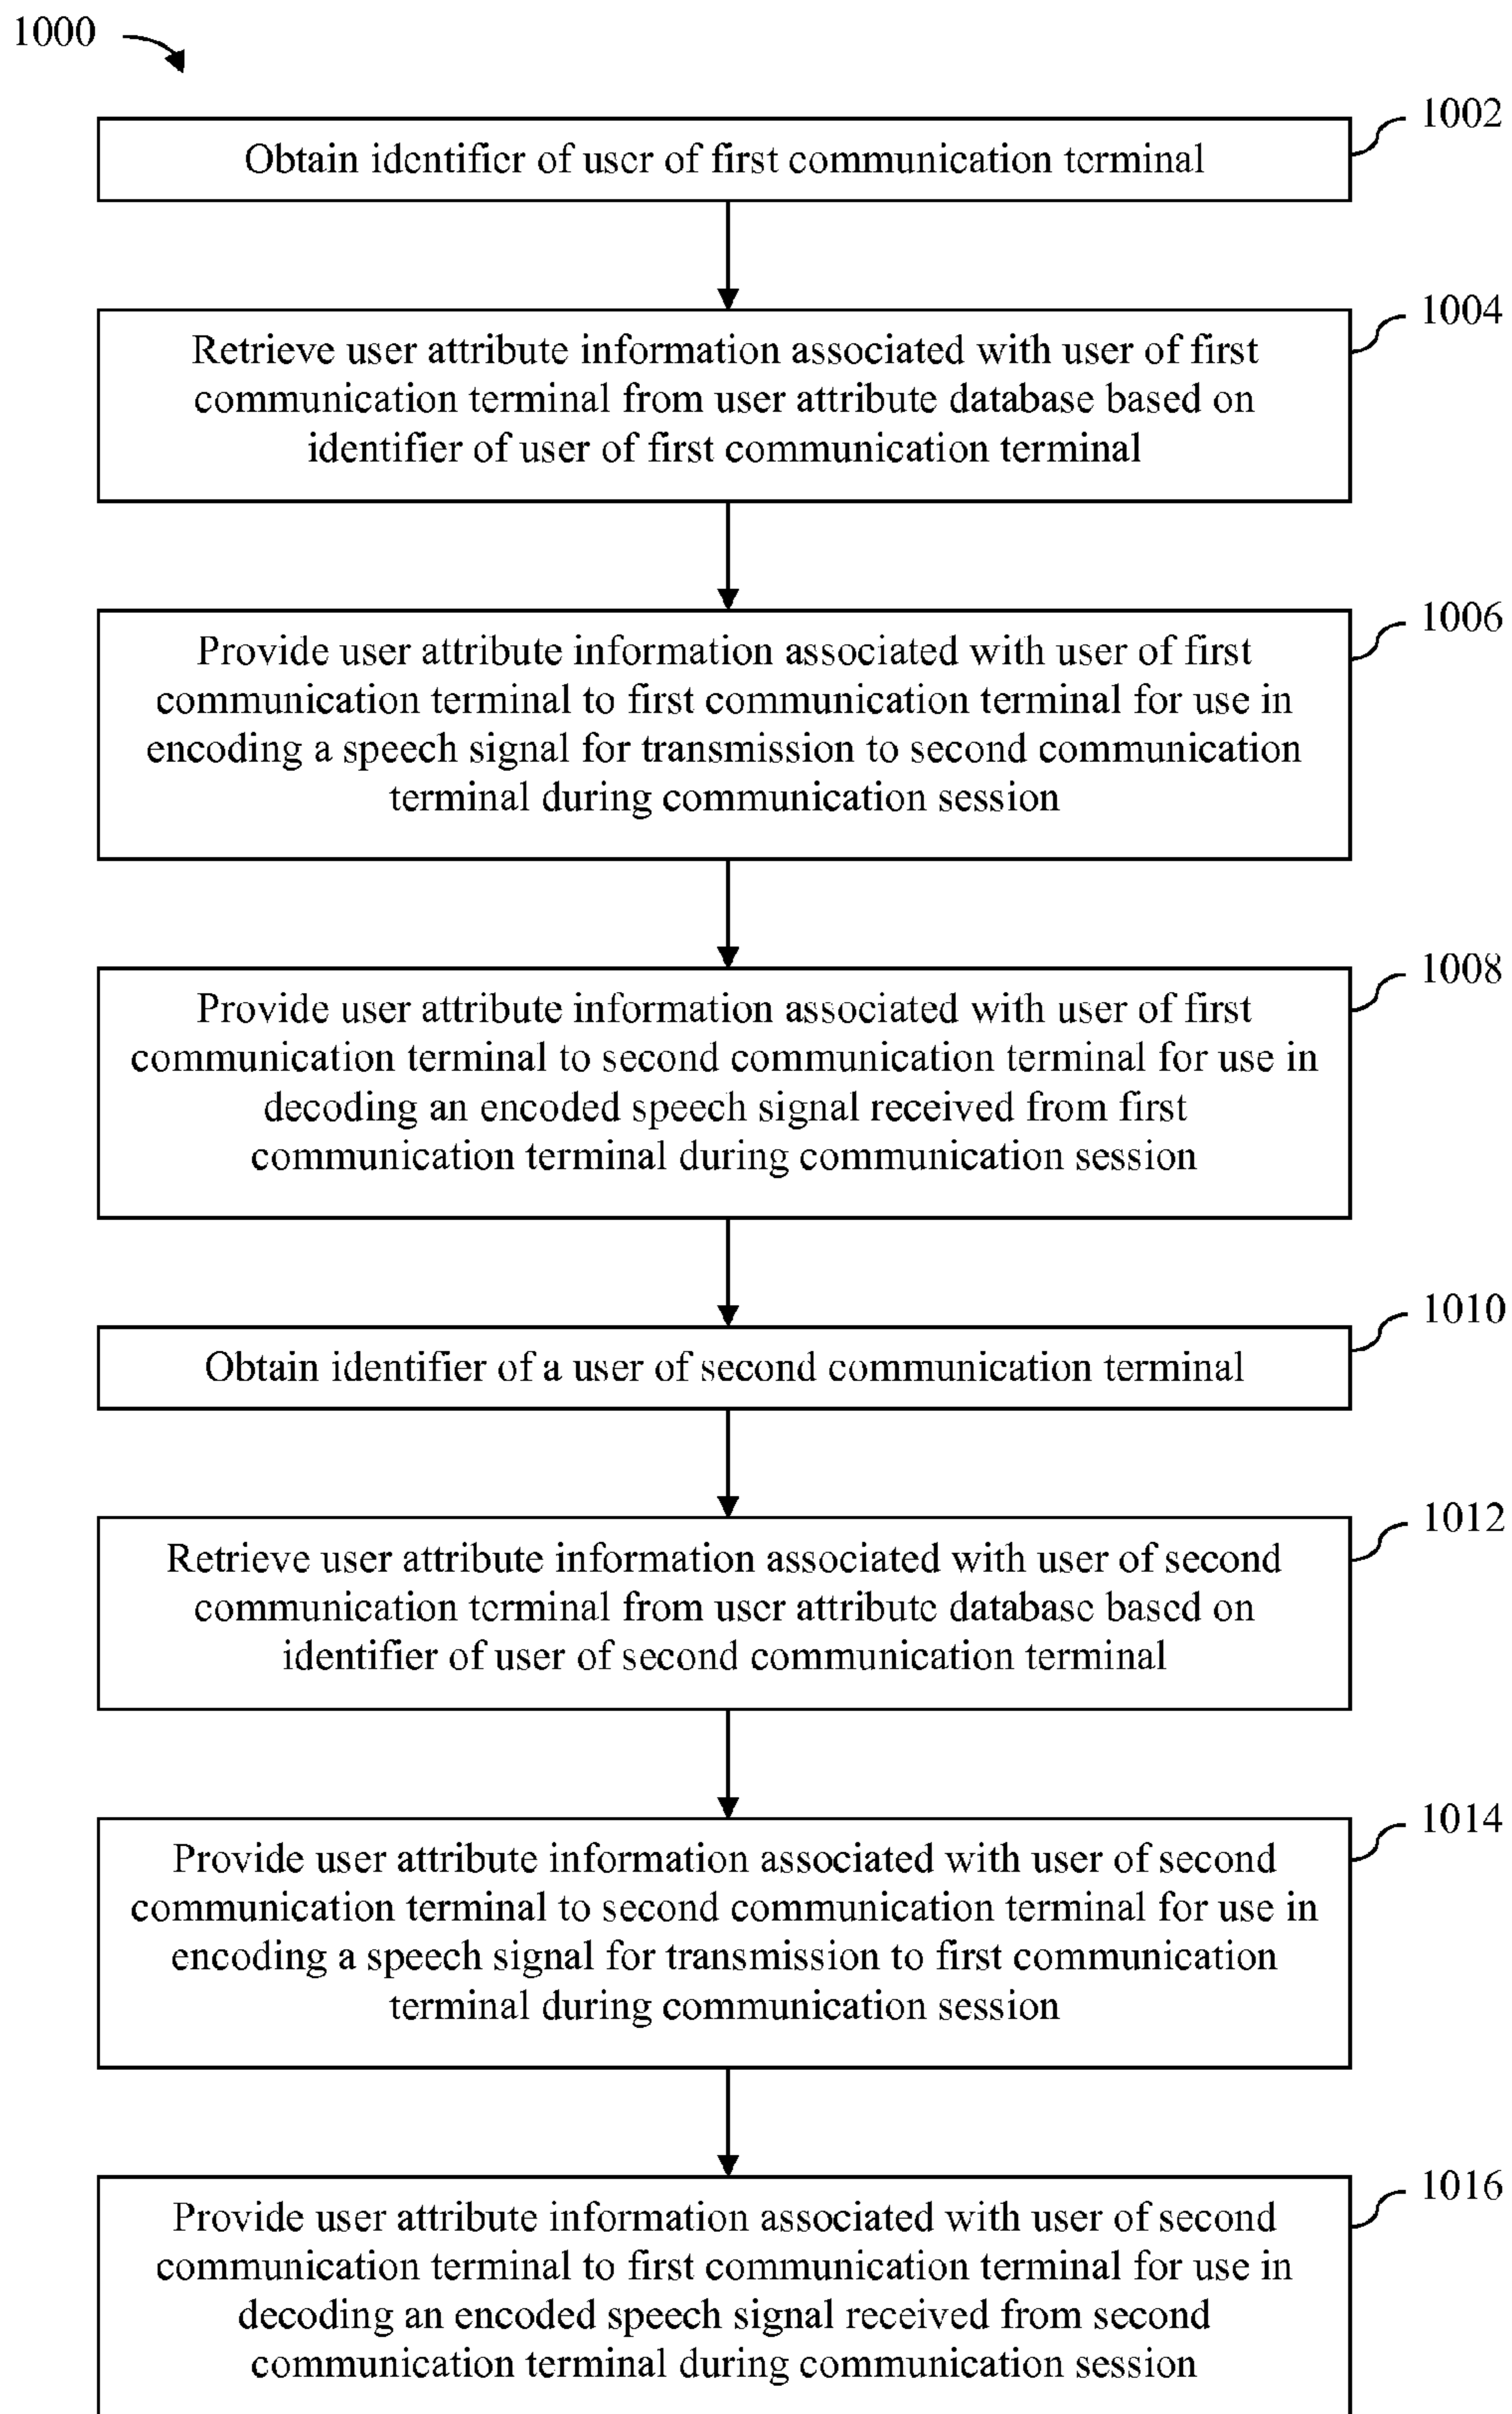 1000
1002
Obtain identifier of user of first communication terminal
1004
Retrieve user attribute information associated with user of first
communication terminal from user attribute database based on
identifier of user of first communication terminal
1006
Provide user attribute information associated with user of first
communication terminal to first communication terminal for use in
encoding a speech signal for transmission to second communication
terminal during communication session
1008
Provide user attribute information associated with user of first
communication terminal to second communication terminal for use in
decoding an encoded speech signal received from first
communication terminal during communication session
1010
Obtain identifier of a user of second communication terminal
1012
Retrieve user attribute information associated with user of second
communication terminal from user attribute database based on
identifier of user of second communication terminal
1014
Provide user attribute information associated with user of second
communication terminal to second communication terminal for use in
encoding a speech signal for transmission to first communication
terminal during communication session
1016
Provide user attribute information associated with user of second
communication terminal to first communication terminal for use in
decoding an encoded speech signal received from second
communication terminal during communication session